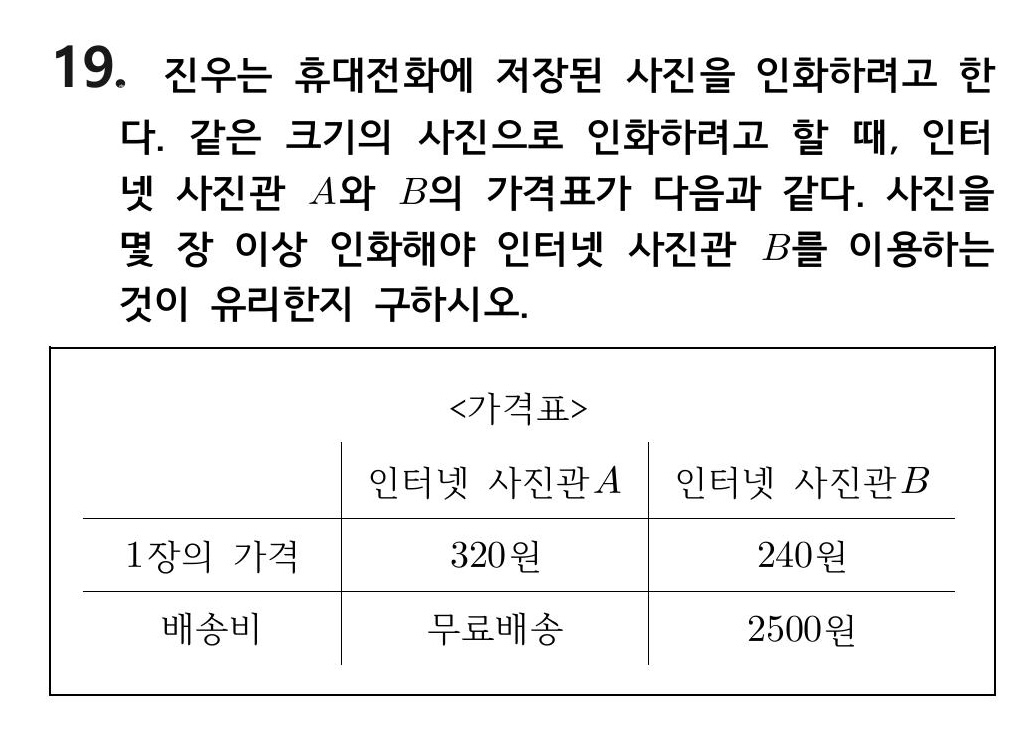 19. 진우는 휴대전화에 저장된 사진을 인화하려고 한
다. 같은 크기의 사진으로 인화하려고 할 때, 인터
넷 사진관 A와 B의 가격표가 다음과 같다. 사진을
몇 장 이상 인화해야 인터넷 사진관 B를 이용하는
것이 유리한지 구하시오.
<가격표>
인터넷 사진관A 인터넷 사진관B
1장의 가격 320원 240원
배송비 무료배송 2500원